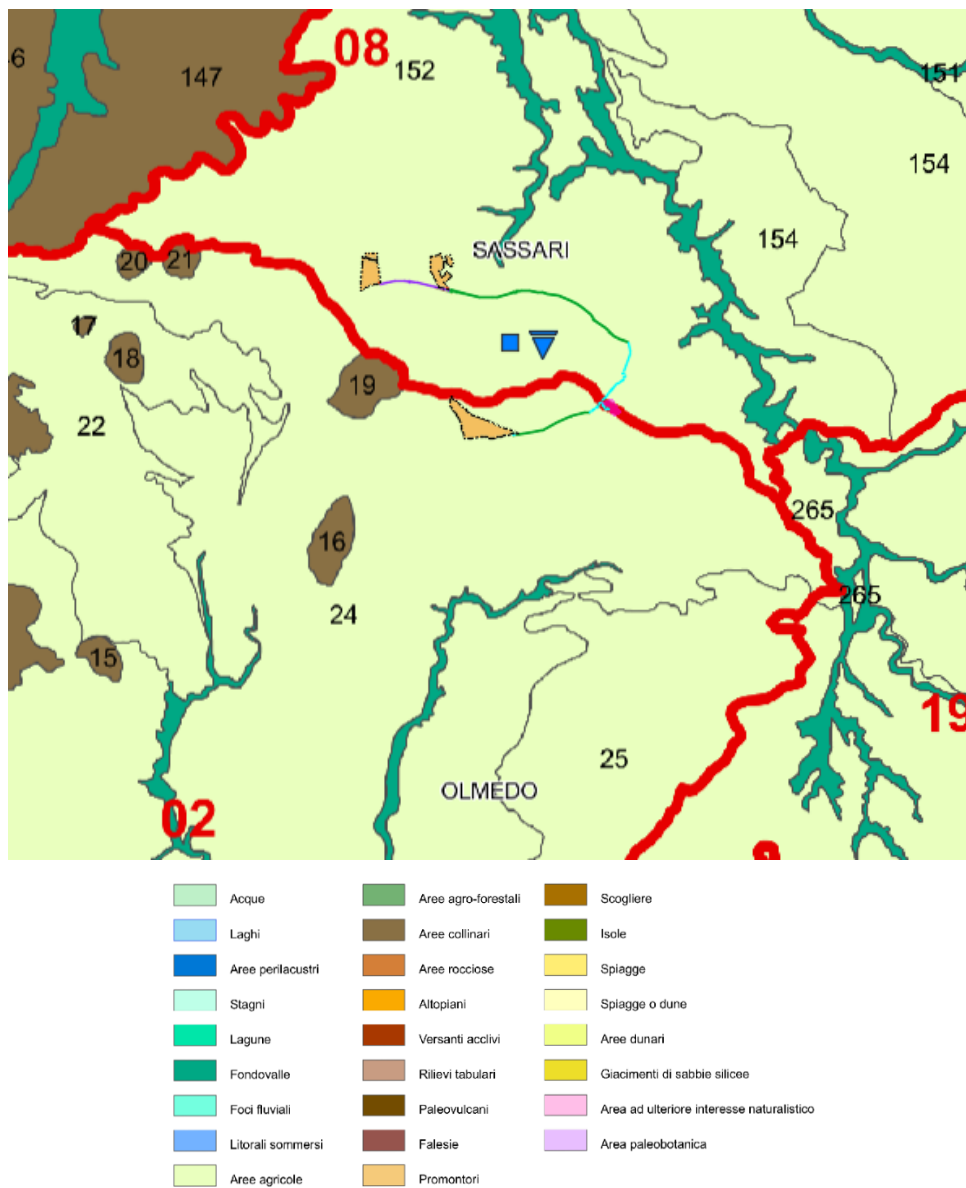 08
147
152
151
154
154
SASSARI
20
21
17
18
19
22
265
16
265
24
15
19
25
OLMEDO
02
Acque
Aree agro-forestali
Scogliere
Laghi
Aree collinari
Isole
Aree perilacustri
Aree rocciose
Spiagge
Stagni
Altopiani
Spiagge o dune
Lagune
Versanti acclivi
Aree dunari
Fondovalle
Rilievi tabulari
Giacimenti di sabbie silicee
Foci fluviali
Paleovulcani
Area ad ulteriore interesse naturalistico
Litorali sommersi
Falesie
Area paleobotanica
Aree agricole
Promontori